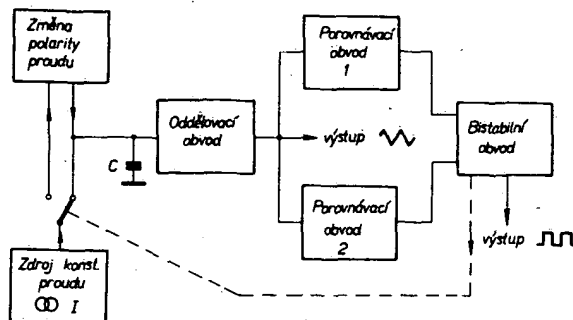 Změna
polarity
proudu
Porovnávací
obvod
1
Oddělovací
obvod
výstup
Bistabilní
obvod
C
Porovnávací
obvod
2
výstup
Zdroj konst.
proudu
I